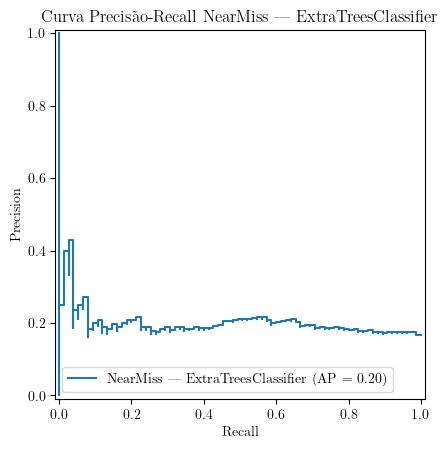 Curva Precisão-Recall NearMiss — ExtraTreesClassifier
1.0
0.8
0.6
0.4
0.2
0.0
Precision
NearMiss — ExtraTreesClassifier (AP = 0.20)
0.0 0.2 0.4 0.6 0.8 1.0
Recall